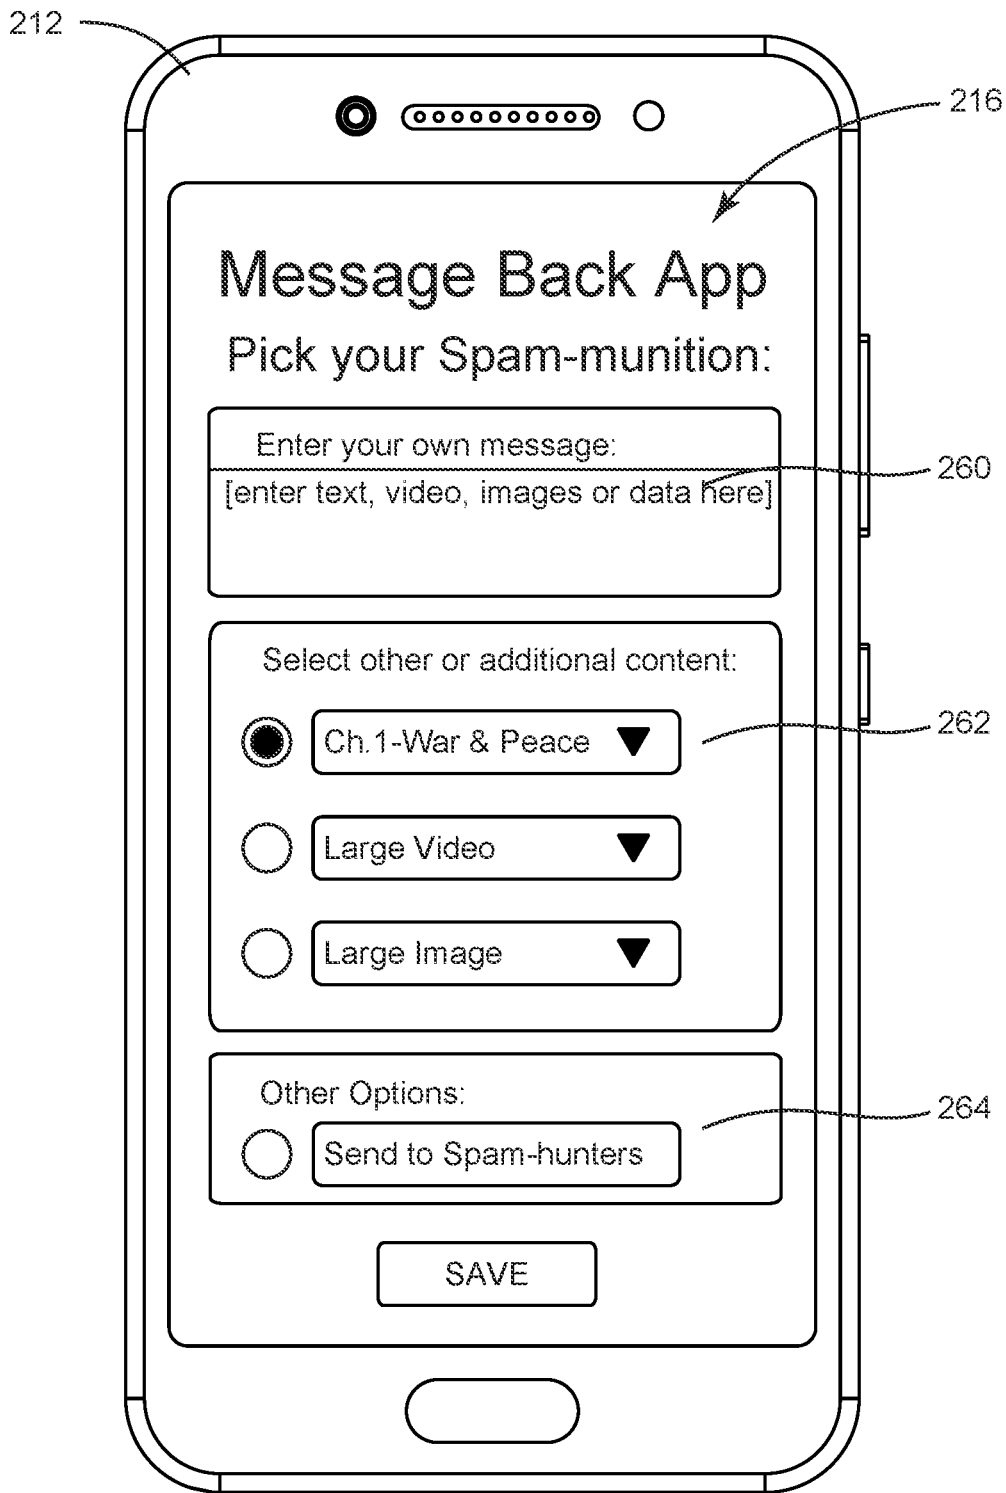 212
216
Message Back App
Pick your Spam-munition:
Enter your own message:
260
[enter text, video, images or data here]
Select other or additional content:
Ch.1-War & Peace
262
Large Video
Large Image
Other Options:
264
Send to Spam-hunters
SAVE